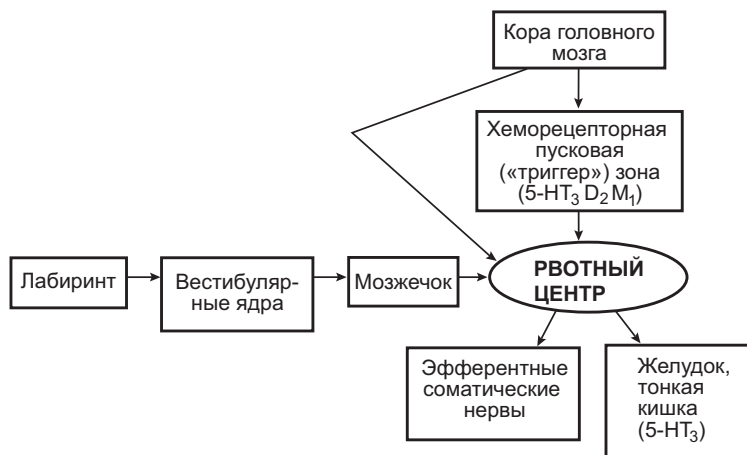 Кора головного
мозга
Хеморецепторная
пусковая
(«триггер») зона
(5-HT₃ D₂ M₁)
Лабиринт
Вестибуляр-
ные ядра
Мозжечок
РВОТНЫЙ
ЦЕНТР
Эфферентные
соматические
нервы
Желудок,
тонкая
кишка
(5-HT₃)